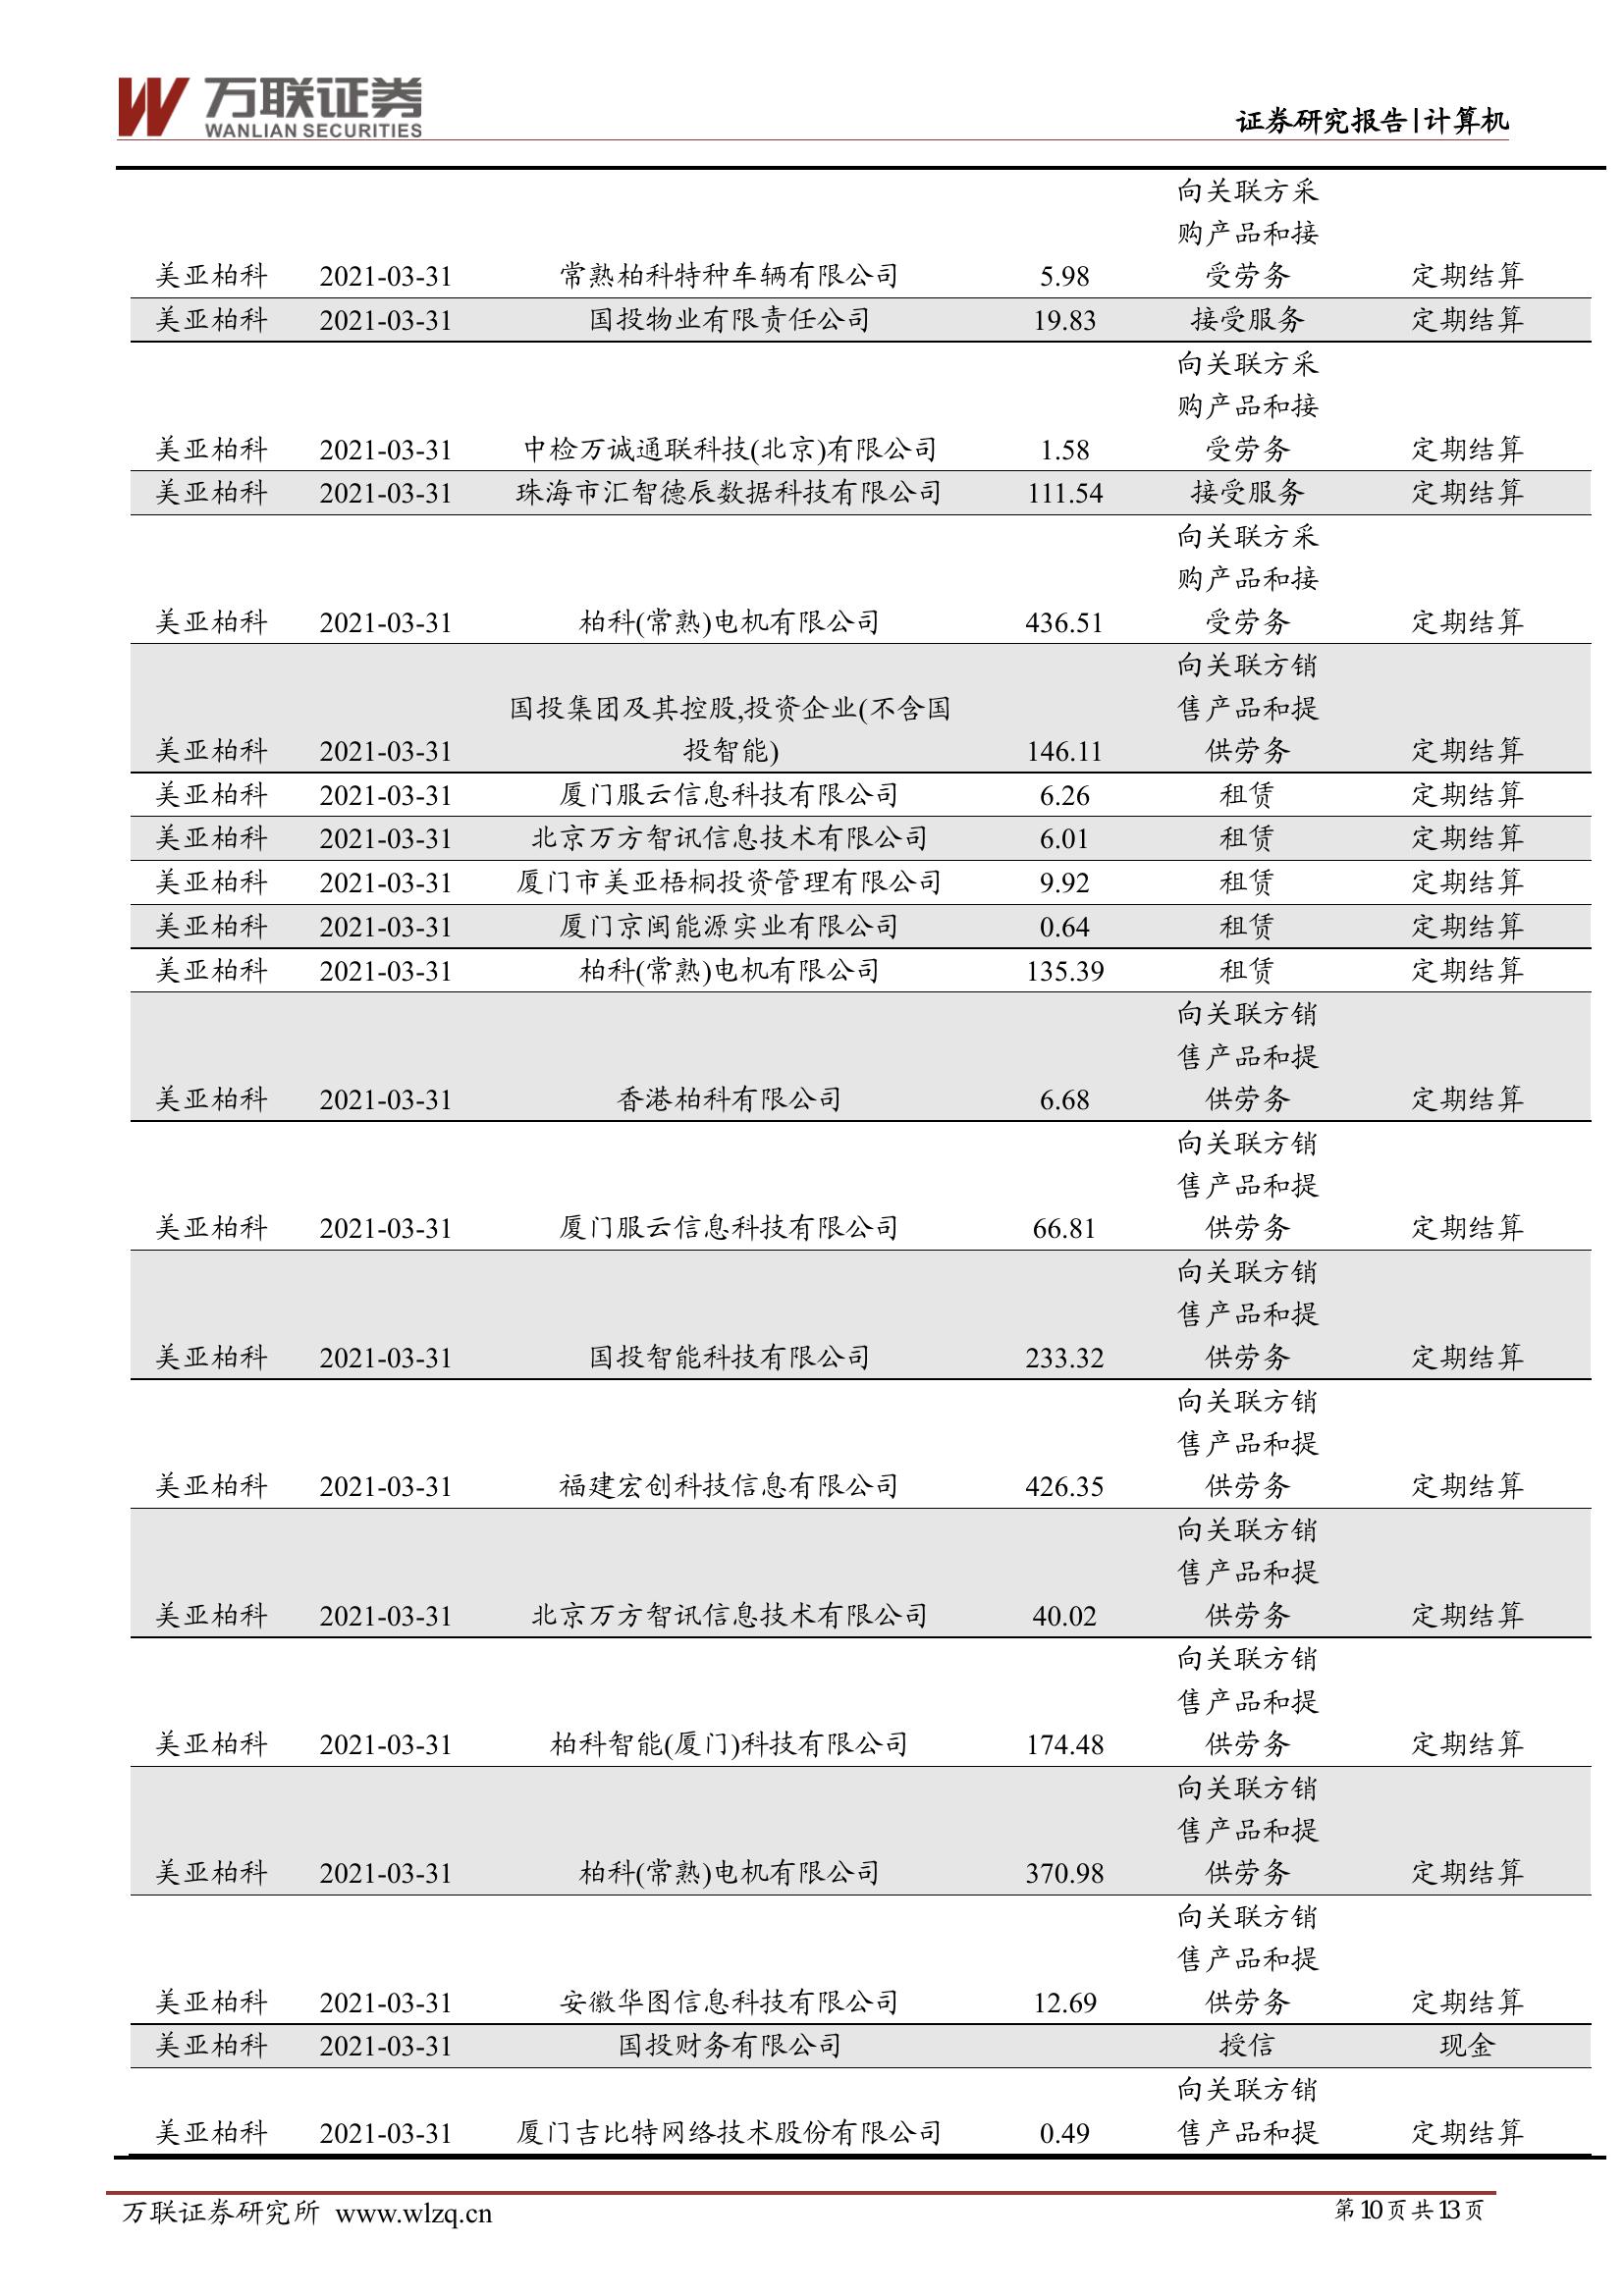 万联证券
WANLIAN SECURITIES
证券研究报告|计算机
向关联方采
购产品和接
美亚柏科 2021-03-31 常熟柏科特种车辆有限公司 5.98 受劳务 定期结算
美亚柏科 2021-03-31 国投物业有限责任公司 19.83 接受服务 定期结算
向关联方采
购产品和接
美亚柏科 2021-03-31 中检万诚通联科技(北京)有限公司 1.58 受劳务 定期结算
美亚柏科 2021-03-31 珠海市汇智德辰数据科技有限公司 111.54 接受服务 定期结算
向关联方采
购产品和接
美亚柏科 2021-03-31 柏科(常熟)电机有限公司 436.51 受劳务 定期结算
向关联方销
国投集团及其控股,投资企业(不含国 售产品和提
美亚柏科 2021-03-31 投智能) 146.11 供劳务 定期结算
美亚柏科 2021-03-31 厦门服云信息科技有限公司 6.26 租赁 定期结算
美亚柏科 2021-03-31 北京万方智讯信息技术有限公司 6.01 租赁 定期结算
美亚柏科 2021-03-31 厦门市美亚梧桐投资管理有限公司 9.92 租赁 定期结算
美亚柏科 2021-03-31 厦门京闽能源实业有限公司 0.64 租赁 定期结算
美亚柏科 2021-03-31 柏科(常熟)电机有限公司 135.39 租赁 定期结算
向关联方销
售产品和提
美亚柏科 2021-03-31 香港柏科有限公司 6.68 供劳务 定期结算
向关联方销
售产品和提
美亚柏科 2021-03-31 厦门服云信息科技有限公司 66.81 供劳务 定期结算
向关联方销
售产品和提
美亚柏科 2021-03-31 国投智能科技有限公司 233.32 供劳务 定期结算
向关联方销
售产品和提
美亚柏科 2021-03-31 福建宏创科技信息有限公司 426.35 供劳务 定期结算
向关联方销
售产品和提
美亚柏科 2021-03-31 北京万方智讯信息技术有限公司 40.02 供劳务 定期结算
向关联方销
售产品和提
美亚柏科 2021-03-31 柏科智能(厦门)科技有限公司 174.48 供劳务 定期结算
向关联方销
售产品和提
美亚柏科 2021-03-31 柏科(常熟)电机有限公司 370.98 供劳务 定期结算
向关联方销
售产品和提
美亚柏科 2021-03-31 安徽华图信息科技有限公司 12.69 供劳务 定期结算
美亚柏科 2021-03-31 国投财务有限公司 授信 现金
向关联方销
美亚柏科 2021-03-31 厦门吉比特网络技术股份有限公司 0.49 售产品和提 定期结算
万联证券研究所 www.wlzq.cn 第10页共13页